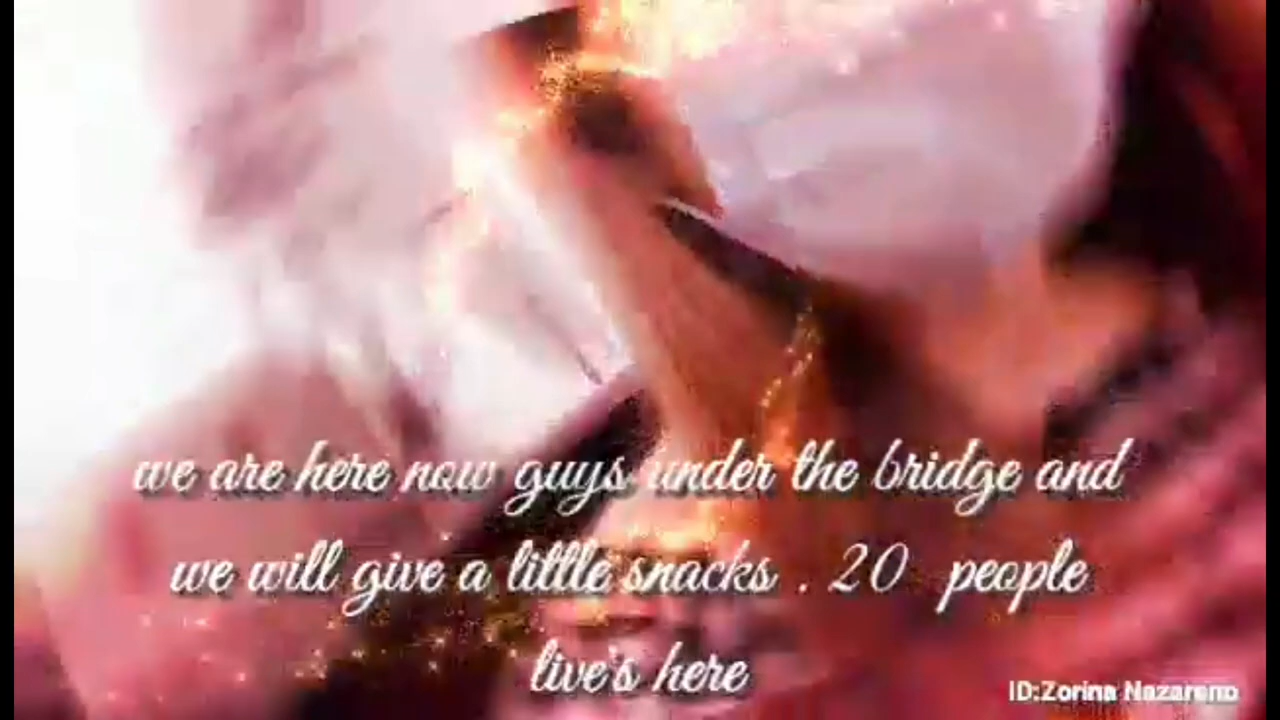 we are here now guys under the bridge and
we will give a little snacks . 20 people
live's here
ID:Zorina Nazareno